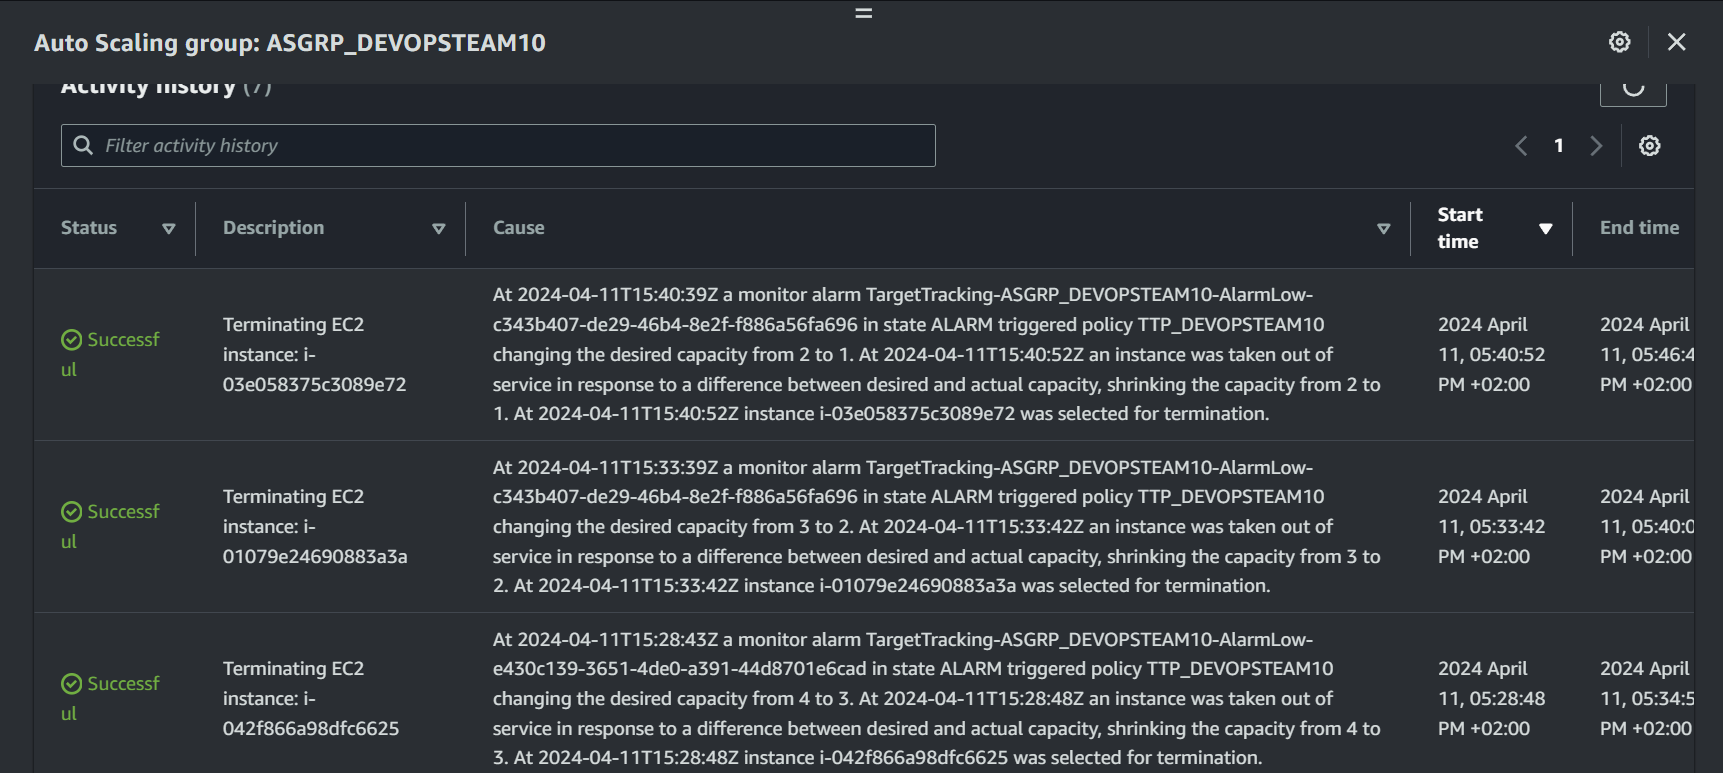 Auto Scaling group: ASGRP_DEVOPSTEAM10
Activity history (7)
Filter activity history
1
Status
Description
Cause
Start
time
End time
Successf
ul
Terminating EC2
instance: i-
03e058375c3089e72
At 2024-04-11T15:40:39Z a monitor alarm TargetTracking-ASGRP_DEVOPSTEAM10-AlarmLow-
c343b407-de29-46b4-8e2f-f886a56fa696 in state ALARM triggered policy TTP_DEVOPSTEAM10
changing the desired capacity from 2 to 1. At 2024-04-11T15:40:52Z an instance was taken out of
service in response to a difference between desired and actual capacity, shrinking the capacity from 2 to
1. At 2024-04-11T15:40:52Z instance i-03e058375c3089e72 was selected for termination.
2024 April
11, 05:40:52
PM +02:00
2024 April
11, 05:46:4
PM +02:00
Successf
ul
Terminating EC2
instance: i-
01079e24690883a3a
At 2024-04-11T15:33:39Z a monitor alarm TargetTracking-ASGRP_DEVOPSTEAM10-AlarmLow-
c343b407-de29-46b4-8e2f-f886a56fa696 in state ALARM triggered policy TTP_DEVOPSTEAM10
changing the desired capacity from 3 to 2. At 2024-04-11T15:33:42Z an instance was taken out of
service in response to a difference between desired and actual capacity, shrinking the capacity from 3 to
2. At 2024-04-11T15:33:42Z instance i-01079e24690883a3a was selected for termination.
2024 April
11, 05:33:42
PM +02:00
2024 April
11, 05:40:0
PM +02:00
Successf
ul
Terminating EC2
instance: i-
042f866a98dfc6625
At 2024-04-11T15:28:43Z a monitor alarm TargetTracking-ASGRP_DEVOPSTEAM10-AlarmLow-
e430c139-3651-4de0-a391-44d8701e6cad in state ALARM triggered policy TTP_DEVOPSTEAM10
changing the desired capacity from 4 to 3. At 2024-04-11T15:28:48Z an instance was taken out of
service in response to a difference between desired and actual capacity, shrinking the capacity from 4 to
3. At 2024-04-11T15:28:48Z instance i-042f866a98dfc6625 was selected for termination.
2024 April
11, 05:28:48
PM +02:00
2024 April
11, 05:34:5
PM +02:00